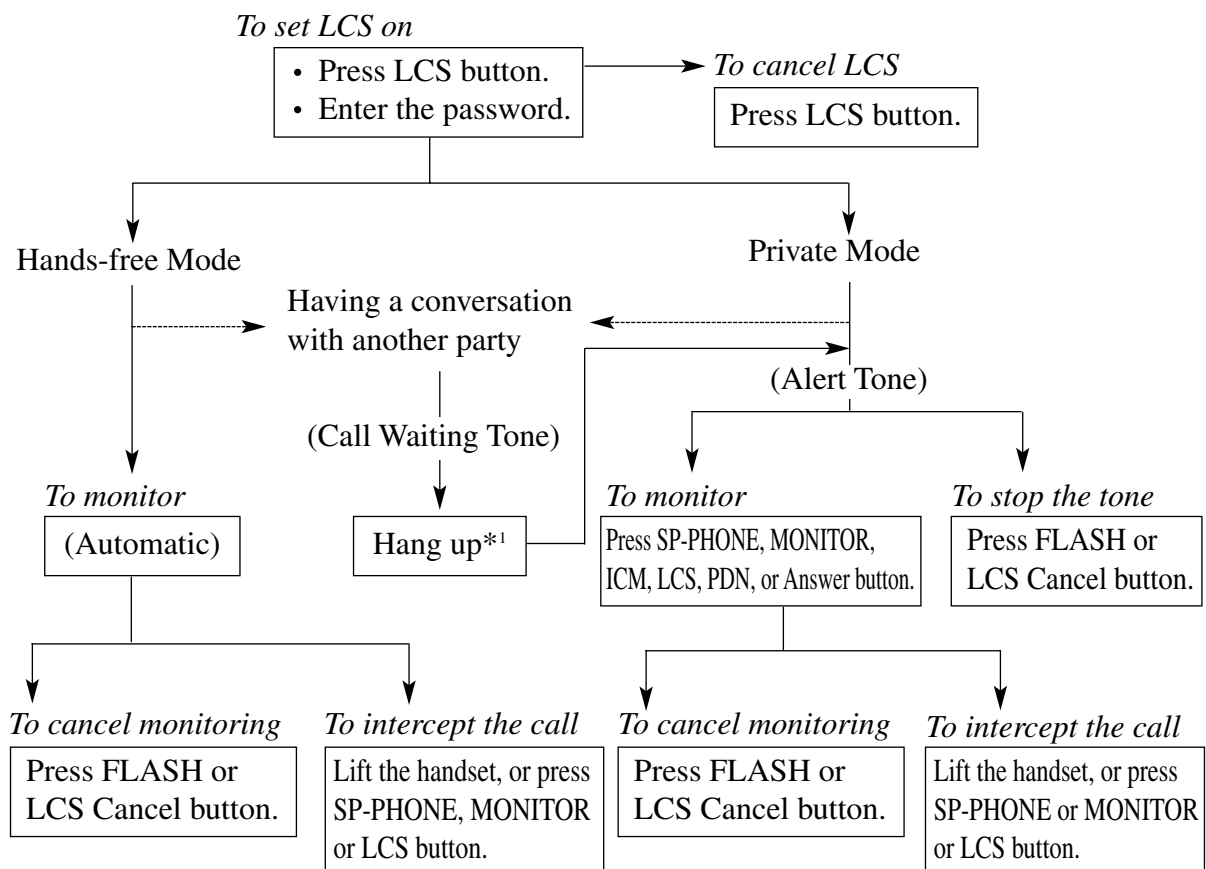 To set LCS on
• Press LCS button.
• Enter the password.
To cancel LCS
Press LCS button.
Hands-free Mode
Private Mode
Having a conversation
with another party
(Alert Tone)
(Call Waiting Tone)
To monitor
(Automatic)
Hang up*1
To monitor
Press SP-PHONE, MONITOR,
ICM, LCS, PDN, or Answer button.
To stop the tone
Press FLASH or
LCS Cancel button.
To cancel monitoring
Press FLASH or
LCS Cancel button.
To intercept the call
Lift the handset, or press
SP-PHONE, MONITOR
or LCS button.
To cancel monitoring
Press FLASH or
LCS Cancel button.
To intercept the call
Lift the handset, or press
SP-PHONE or MONITOR
or LCS button.